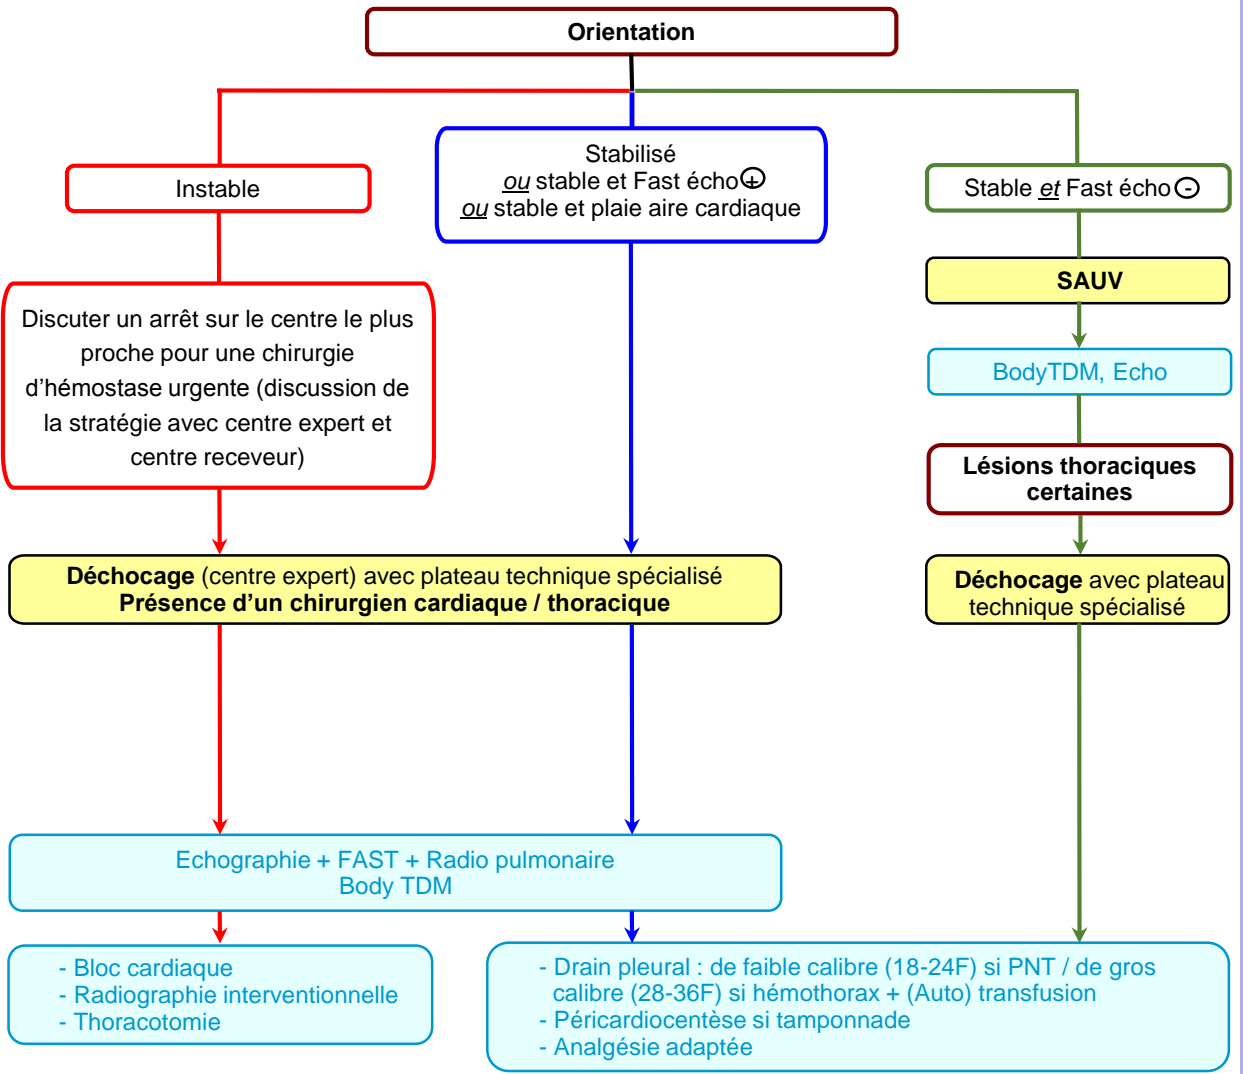 Orientation
Instable
Stabilisé
ou stable et Fast écho +
ou stable et plaie aire cardiaque
Stable et Fast écho -
SAUV
Discuter un arrêt sur le centre le plus
proche pour une chirurgie
d’hémostase urgente (discussion de
la stratégie avec centre expert et
centre receveur)
BodyTDM, Echo
Lésions thoraciques
certaines
Déchocage (centre expert) avec plateau technique spécialisé
Présence d’un chirurgien cardiaque / thoracique
Déchocage avec plateau
technique spécialisé
Echographie + FAST + Radio pulmonaire
Body TDM
- Bloc cardiaque
- Radiographie interventionnelle
- Thoracotomie
- Drain pleural : de faible calibre (18-24F) si PNT / de gros
calibre (28-36F) si hémothorax + (Auto) transfusion
- Péricardiocentèse si tamponnade
- Analgésie adaptée